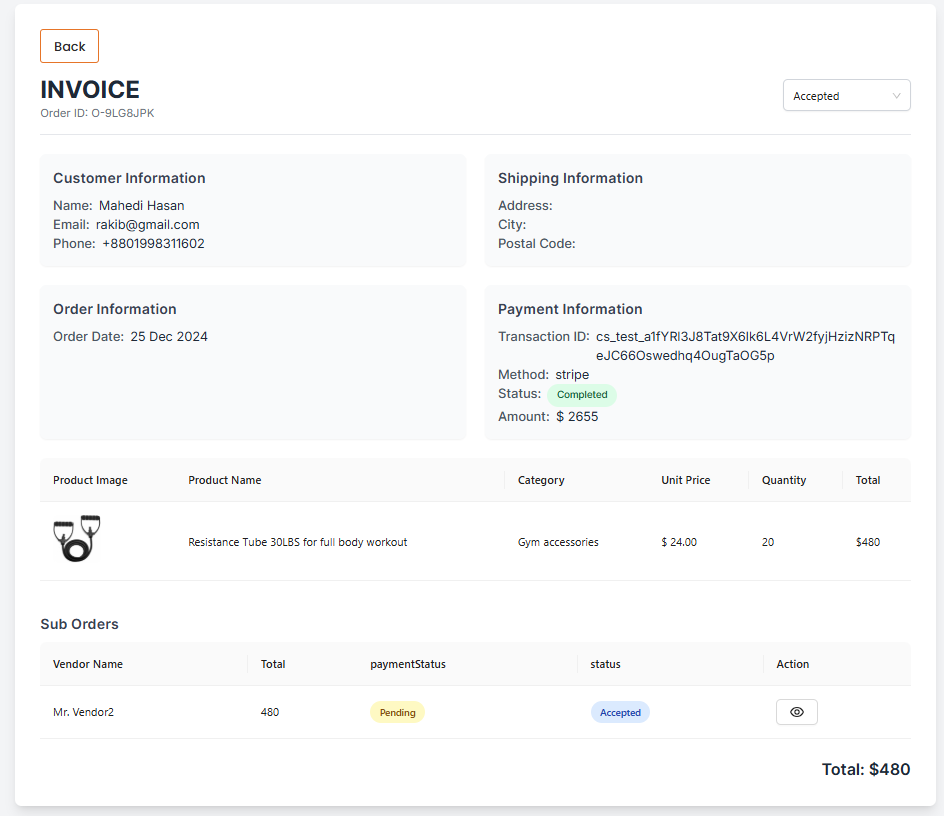 Back
INVOICE
Order ID: O-9LG8JPK
Accepted
Customer Information
Name: Mahedi Hasan
Email: rakib@gmail.com
Phone: +8801998311602
Shipping Information
Address:
City:
Postal Code:
Order Information
Order Date: 25 Dec 2024
Payment Information
Transaction ID: cs_test_a1fYRl3J8Tat9X6lk6L4VrW2fyjHzizNRPTq
eJC66Oswedhq4OugTaOG5p
Method: stripe
Status: Completed
Amount: $ 2655
Product Image Product Name Category Unit Price Quantity Total
Resistance Tube 30LBS for full body workout Gym accessories $ 24.00 20 $480
Sub Orders
Vendor Name Total paymentStatus status Action
Mr. Vendor2 480 Pending Accepted
Total: $480